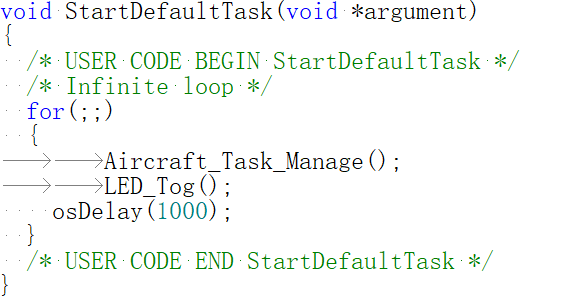 void StartDefaultTask(void *argument)
{
  /* USER CODE BEGIN StartDefaultTask */
  /* Infinite loop */
  for(;;)
  {
		Aircraft_Task_Manage();
		LED_Tog();
    osDelay(1000);
  }
  /* USER CODE END StartDefaultTask */
}